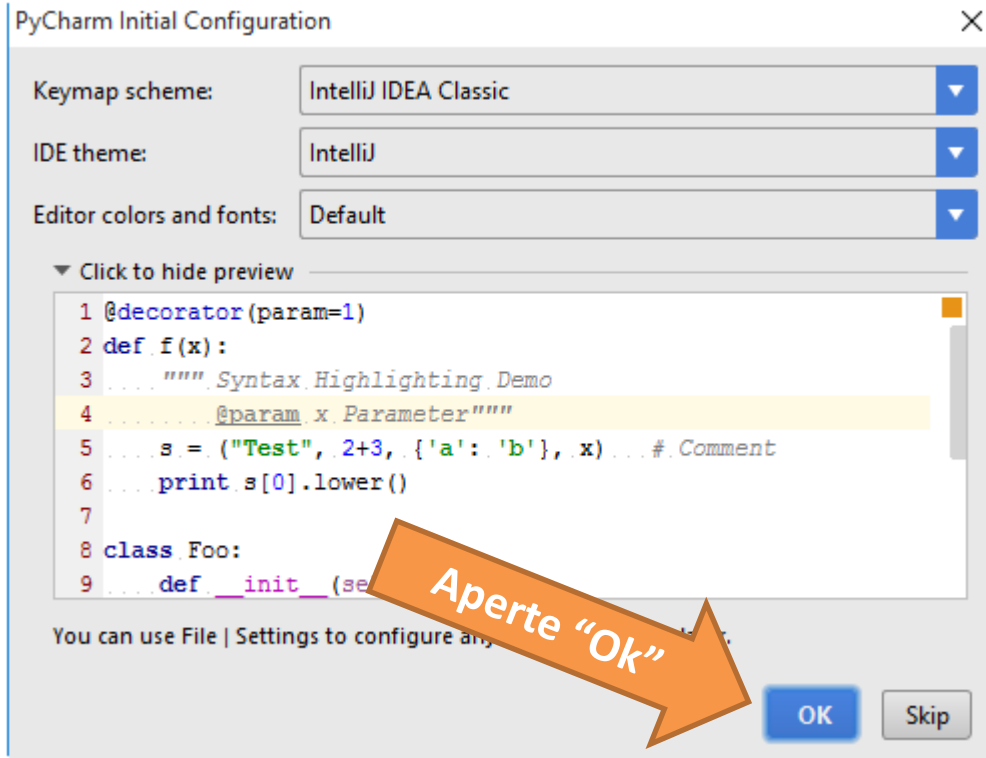 PyCharm Initial Configuration
Keymap scheme: IntelliJ IDEA Classic
IDE theme: IntelliJ
Editor colors and fonts: Default
Click to hide preview
1 @decorator(param=1)
2 def f(x):
3 """ Syntax Highlighting Demo
4 @param x Parameter"""
5 s = ("Test", 2+3, {'a': 'b'}, x) # Comment
6 print s[0].lower()
7
8 class Foo:
9 def __init__(se
Aperte “Ok”
You can use File | Settings to configure
OK Skip